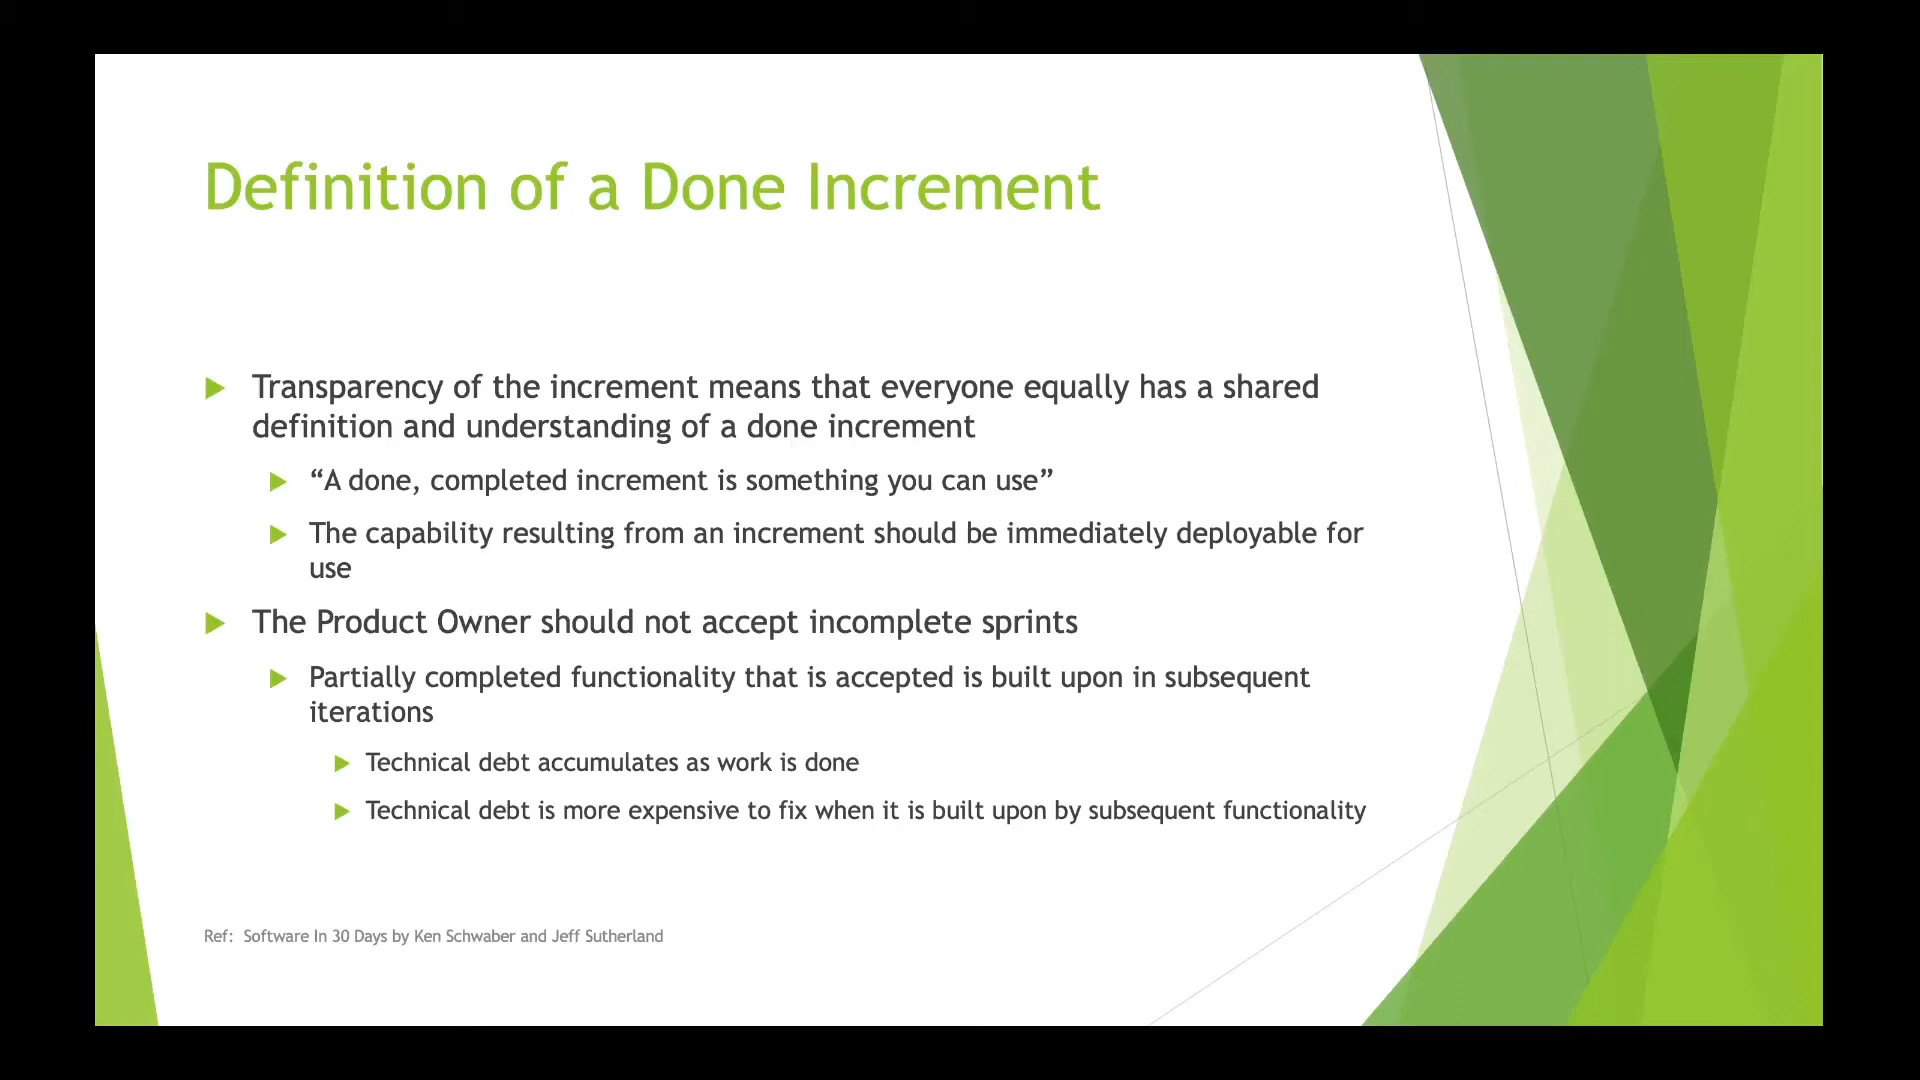 Definition of a Done Increment
Transparency of the increment means that everyone equally has a shared
definition and understanding of a done increment
“A done, completed increment is something you can use”
The capability resulting from an increment should be immediately deployable for
use
The Product Owner should not accept incomplete sprints
Partially completed functionality that is accepted is built upon in subsequent
iterations
Technical debt accumulates as work is done
Technical debt is more expensive to fix when it is built upon by subsequent functionality
Ref:  Software In 30 Days by Ken Schwaber and Jeff Sutherland